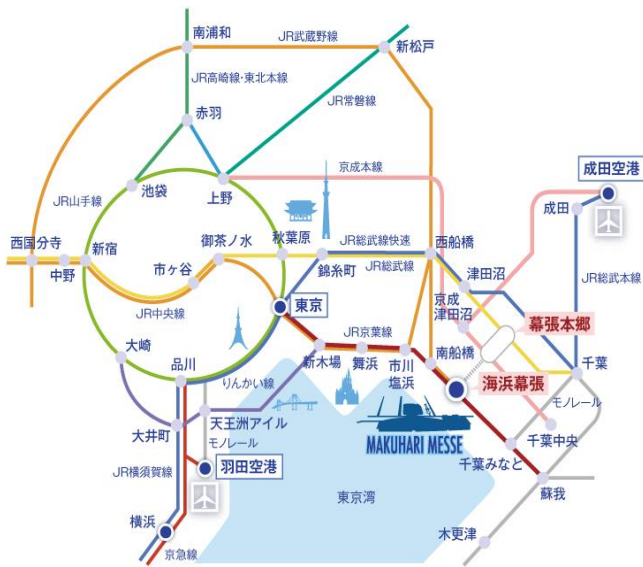 南浦和
JR武蔵野線
新松戸
JR高崎線・東北本線
JR常磐線
赤羽
京成本線
成田空港
池袋
上野
JR山手線
成田
西国分寺
新宿
中野
御茶ノ水
秋葉原
JR総武線快速
JR総武線
西船橋
錦糸町
市ヶ谷
津田沼
JR総武本線
JR中央線
東京
京成
津田沼
幕張本郷
JR京葉線
大崎
品川
りんかい線
新木場
舞浜
市川
塩浜
南船橋
海浜幕張
千葉
モノレール
天王洲アイル
大井町
モノレール
MAKUHARI MESSE
千葉中央
千葉みなと
JR横須賀線
羽田空港
東京湾
蘇我
横浜
木更津
京急線